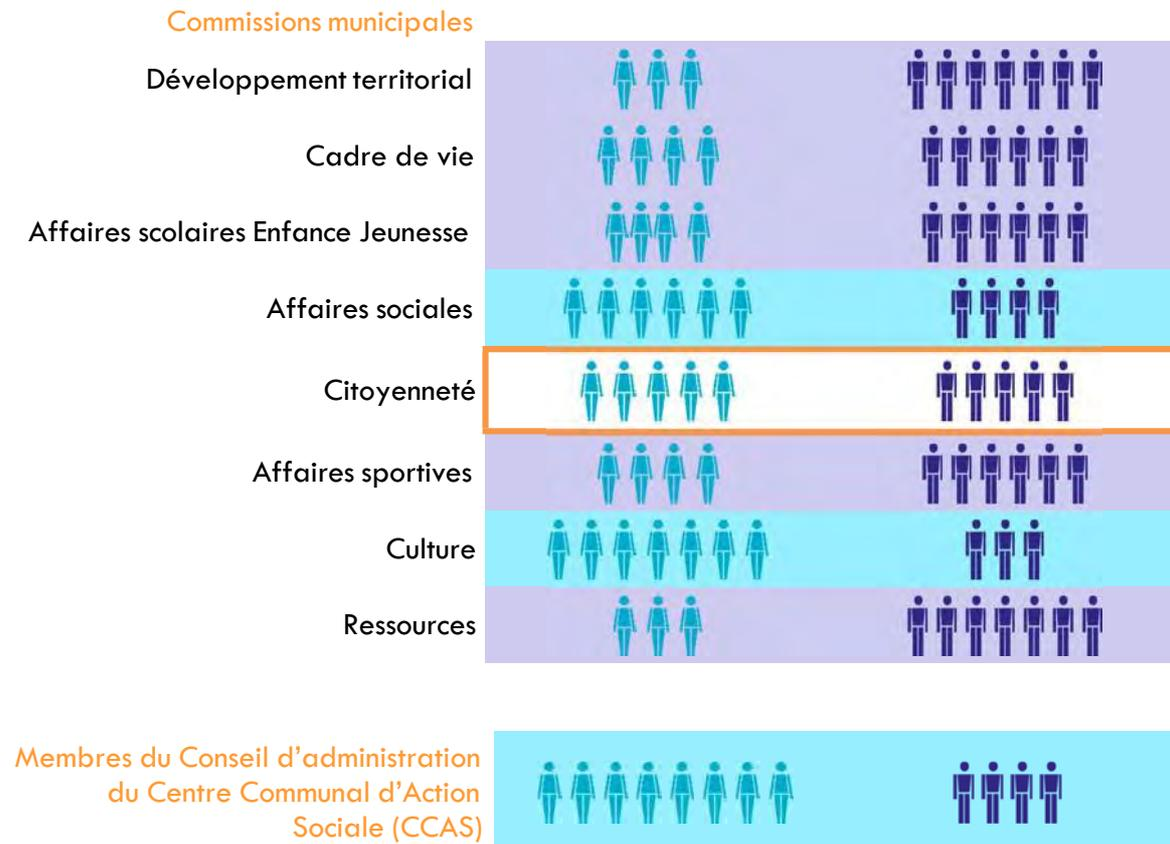 Commissions municipales
Développement territorial
Cadre de vie
Affaires scolaires Enfance Jeunesse
Affaires sociales
Citoyenneté
Affaires sportives
Culture
Ressources
Membres du Conseil d’administration
du Centre Communal d’Action
Sociale (CCAS)